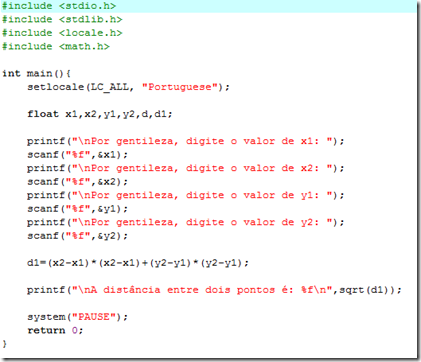 #include <stdio.h>
#include <stdlib.h>
#include <locale.h>
#include <math.h>
int main(){
setlocale(LC_ALL, "Portuguese");
float x1,x2,y1,y2,d,d1;
printf("\nPor gentileza, digite o valor de x1: ");
scanf("%f",&x1);
printf("\nPor gentileza, digite o valor de x2: ");
scanf("%f",&x2);
printf("\nPor gentileza, digite o valor de y1: ");
scanf("%f",&y1);
printf("\nPor gentileza, digite o valor de y2: ");
scanf("%f",&y2);
d1=(x2-x1)*(x2-x1)+(y2-y1)*(y2-y1);
printf("\nA distância entre dois pontos é: %f\n",sqrt(d1));
system("PAUSE");
return 0;
}